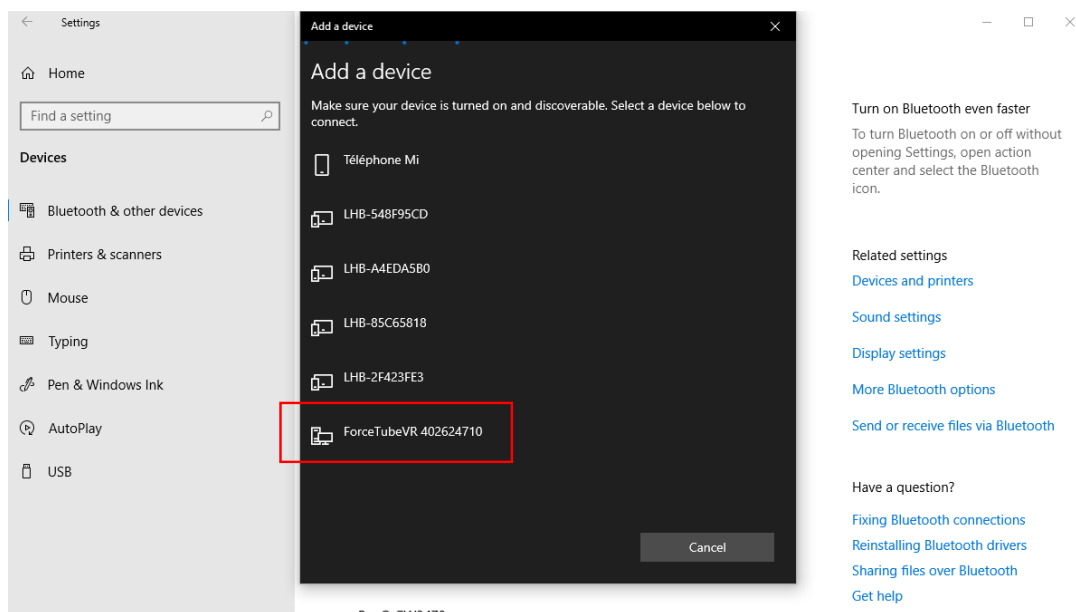 Settings
Home
Find a setting
Devices
Bluetooth & other devices
Printers & scanners
Mouse
Typing
Pen & Windows Ink
AutoPlay
USB
Add a device
Add a device
Make sure your device is turned on and discoverable. Select a device below to
connect.
Téléphone Mi
LHB-548F95CD
LHB-A4EDA5B0
LHB-85C65818
LHB-2F423FE3
ForceTubeVR 402624710
Cancel
Turn on Bluetooth even faster
To turn Bluetooth on or off without
opening Settings, open action
center and select the Bluetooth
icon.
Related settings
Devices and printers
Sound settings
Display settings
More Bluetooth options
Send or receive files via Bluetooth
Have a question?
Fixing Bluetooth connections
Reinstalling Bluetooth drivers
Sharing files over Bluetooth
Get help